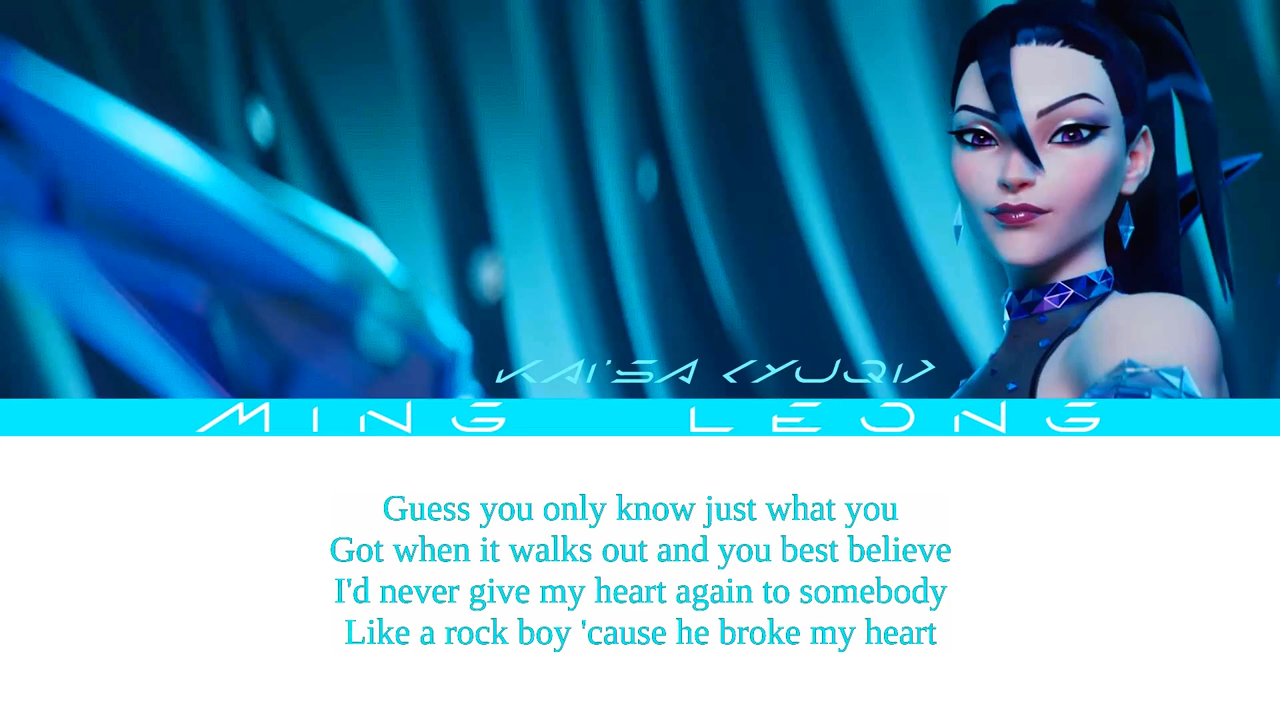 KAI'SA <YUQI>
MING LEONG
Guess you only know just what you
Got when it walks out and you best believe
I'd never give my heart again to somebody
Like a rock boy 'cause he broke my heart